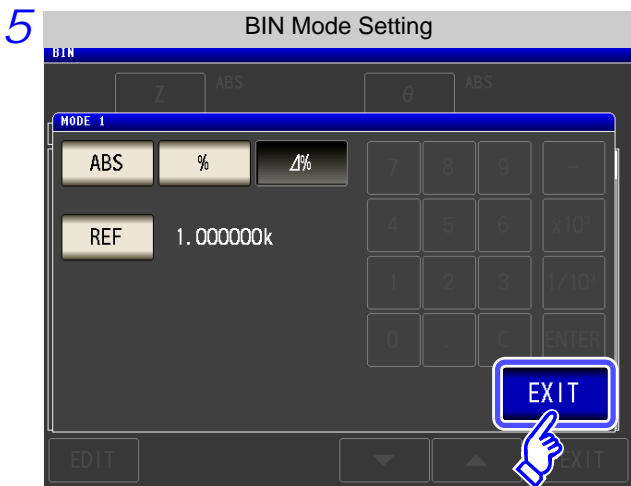 5 BIN Mode Setting
BIN
Z ABS θ ABS
MODE 1
ABS % Δ% 7 8 9 −
4 5 6 x10³
REF 1.000000k
1 2 3 1/10³
0 . C ENTER
EXIT
EDIT ▼ ▲ EXIT